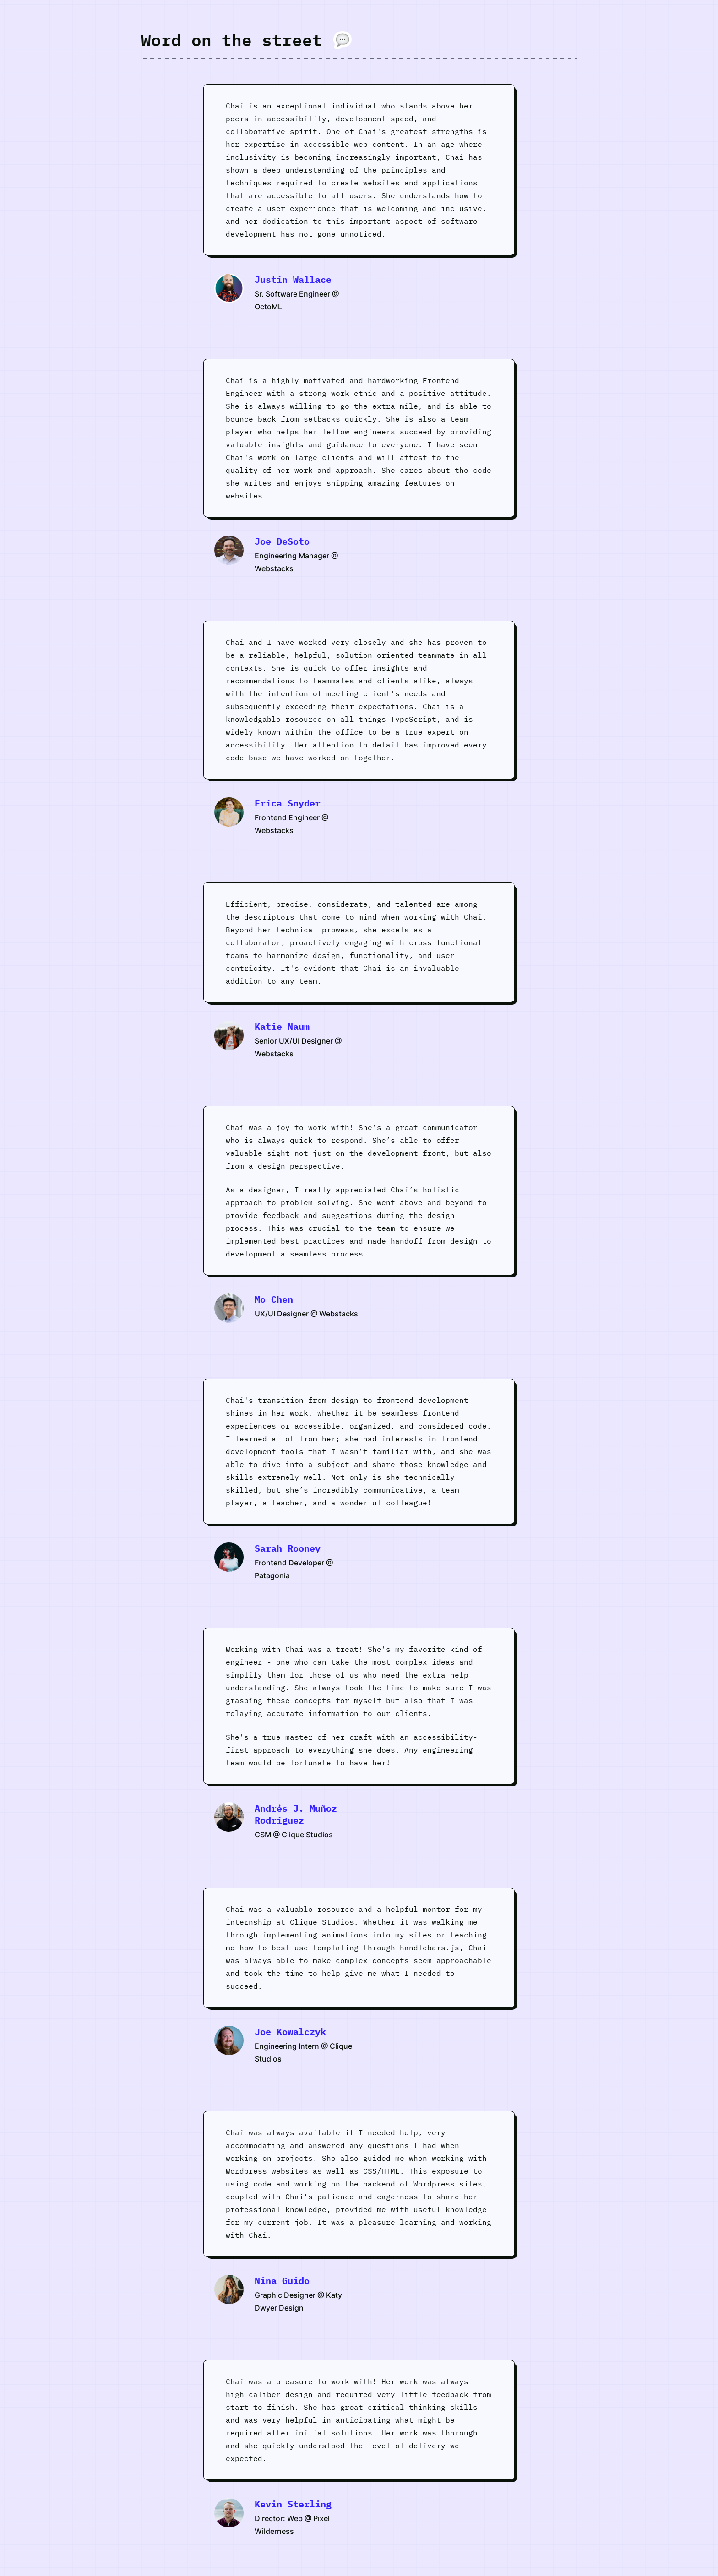 Word on the street 💬
Chai is an exceptional individual who stands above her
peers in accessibility, development speed, and
collaborative spirit. One of Chai's greatest strengths is
her expertise in accessible web content. In an age where
inclusivity is becoming increasingly important, Chai has
shown a deep understanding of the principles and
techniques required to create websites and applications
that are accessible to all users. She understands how to
create a user experience that is welcoming and inclusive,
and her dedication to this important aspect of software
development has not gone unnoticed.
Justin Wallace
Sr. Software Engineer @
OctoML
Chai is a highly motivated and hardworking Frontend
Engineer with a strong work ethic and a positive attitude.
She is always willing to go the extra mile, and is able to
bounce back from setbacks quickly. She is also a team
player who helps her fellow engineers succeed by providing
valuable insights and guidance to everyone. I have seen
Chai's work on large clients and will attest to the
quality of her work and approach. She cares about the code
she writes and enjoys shipping amazing features on
websites.
Joe DeSoto
Engineering Manager @
Webstacks
Chai and I have worked very closely and she has proven to
be a reliable, helpful, solution oriented teammate in all
contexts. She is quick to offer insights and
recommendations to teammates and clients alike, always
with the intention of meeting client's needs and
subsequently exceeding their expectations. Chai is a
knowledgable resource on all things TypeScript, and is
widely known within the office to be a true expert on
accessibility. Her attention to detail has improved every
code base we have worked on together.
Erica Snyder
Frontend Engineer @
Webstacks
Efficient, precise, considerate, and talented are among
the descriptors that come to mind when working with Chai.
Beyond her technical prowess, she excels as a
collaborator, proactively engaging with cross-functional
teams to harmonize design, functionality, and user-
centricity. It's evident that Chai is an invaluable
addition to any team.
Katie Naum
Senior UX/UI Designer @
Webstacks
Chai was a joy to work with! She’s a great communicator
who is always quick to respond. She’s able to offer
valuable sight not just on the development front, but also
from a design perspective.
As a designer, I really appreciated Chai’s holistic
approach to problem solving. She went above and beyond to
provide feedback and suggestions during the design
process. This was crucial to the team to ensure we
implemented best practices and made handoff from design to
development a seamless process.
Mo Chen
UX/UI Designer @ Webstacks
Chai's transition from design to frontend development
shines in her work, whether it be seamless frontend
experiences or accessible, organized, and considered code.
I learned a lot from her; she had interests in frontend
development tools that I wasn’t familiar with, and she was
able to dive into a subject and share those knowledge and
skills extremely well. Not only is she technically
skilled, but she’s incredibly communicative, a team
player, a teacher, and a wonderful colleague!
Sarah Rooney
Frontend Developer @
Patagonia
Working with Chai was a treat! She's my favorite kind of
engineer - one who can take the most complex ideas and
simplify them for those of us who need the extra help
understanding. She always took the time to make sure I was
grasping these concepts for myself but also that I was
relaying accurate information to our clients.
She's a true master of her craft with an accessibility-
first approach to everything she does. Any engineering
team would be fortunate to have her!
Andrés J. Muñoz
Rodriguez
CSM @ Clique Studios
Chai was a valuable resource and a helpful mentor for my
internship at Clique Studios. Whether it was walking me
through implementing animations into my sites or teaching
me how to best use templating through handlebars.js, Chai
was always able to make complex concepts seem approachable
and took the time to help give me what I needed to
succeed.
Joe Kowalczyk
Engineering Intern @ Clique
Studios
Chai was always available if I needed help, very
accommodating and answered any questions I had when
working on projects. She also guided me when working with
Wordpress websites as well as CSS/HTML. This exposure to
using code and working on the backend of Wordpress sites,
coupled with Chai’s patience and eagerness to share her
professional knowledge, provided me with useful knowledge
for my current job. It was a pleasure learning and working
with Chai.
Nina Guido
Graphic Designer @ Katy
Dwyer Design
Chai was a pleasure to work with! Her work was always
high-caliber design and required very little feedback from
start to finish. She has great critical thinking skills
and was very helpful in anticipating what might be
required after initial solutions. Her work was thorough
and she quickly understood the level of delivery we
expected.
Kevin Sterling
Director: Web @ Pixel
Wilderness